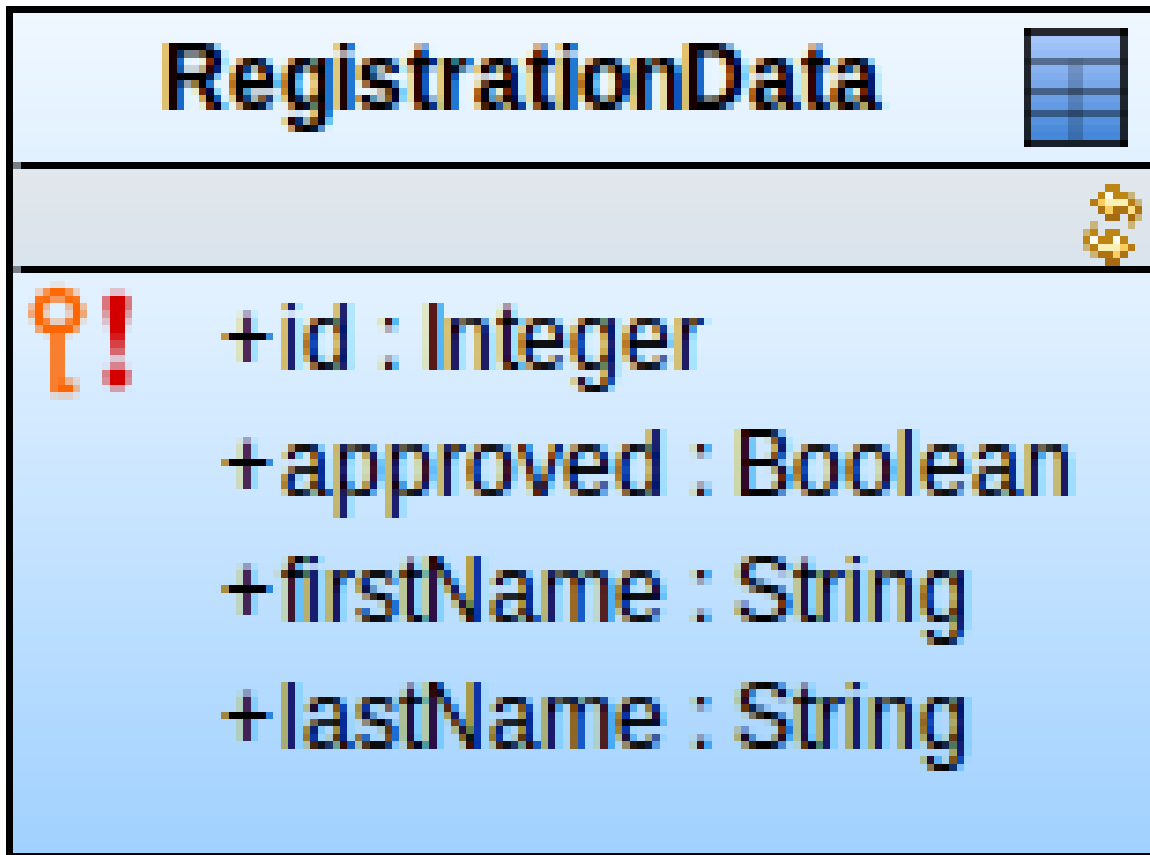 RegistrationData
+id : Integer
+approved : Boolean
+firstName : String
+lastName : String